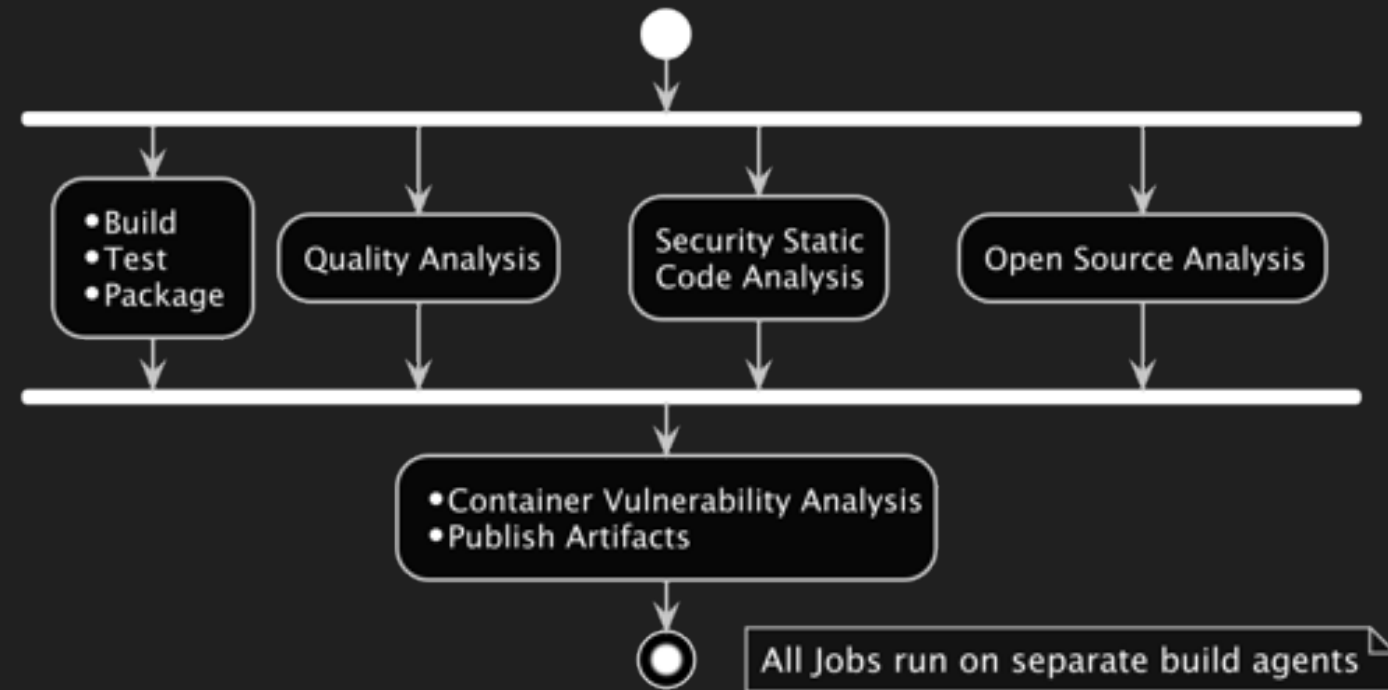 •Build
•Test
•Package
Quality Analysis
Security Static
Code Analysis
Open Source Analysis
•Container Vulnerability Analysis
•Publish Artifacts
All Jobs run on separate build agents